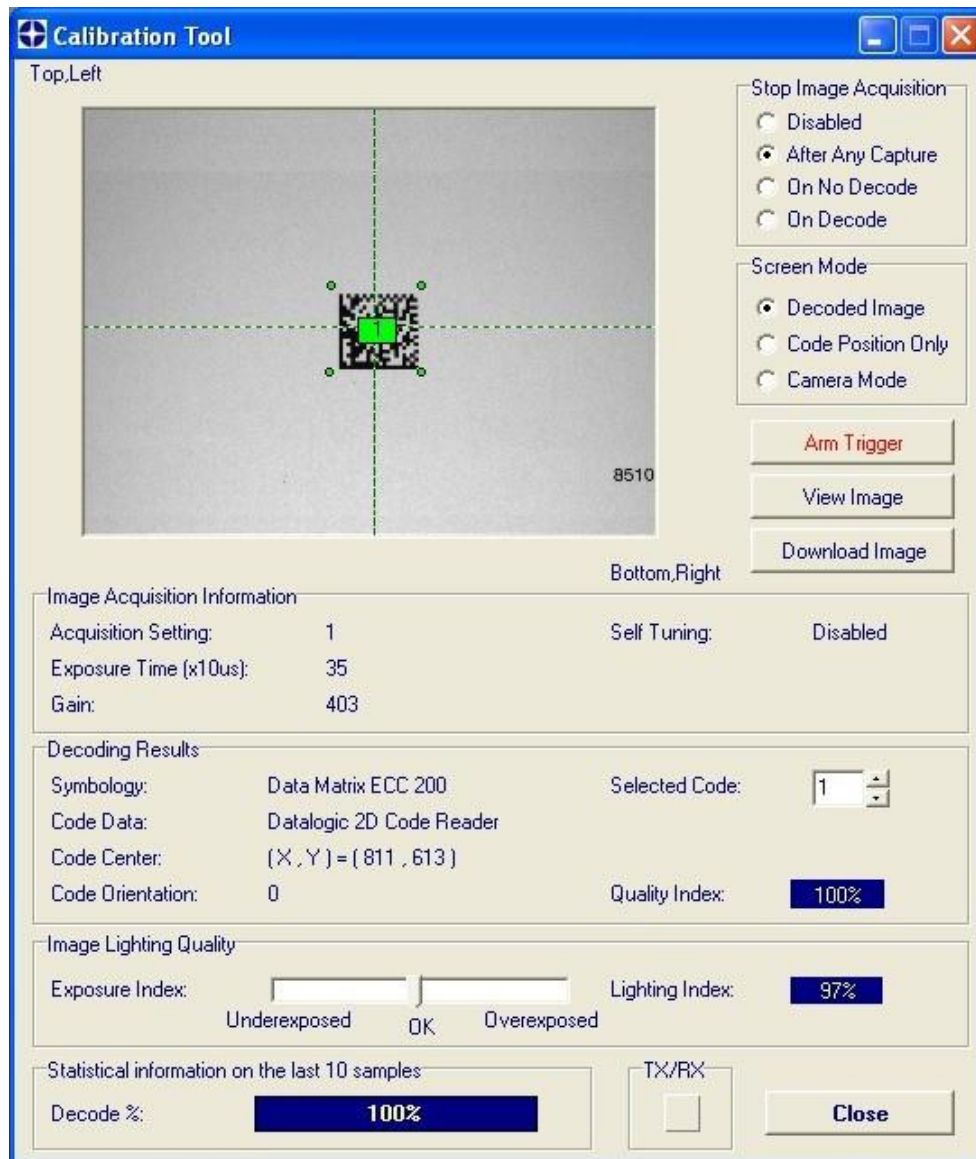 Calibration Tool
Top,Left
Stop Image Acquisition
Disabled
After Any Capture
On No Decode
On Decode
Screen Mode
Decoded Image
Code Position Only
Camera Mode
1
8510
Arm Trigger
View Image
Download Image
Bottom,Right
Image Acquisition Information
Acquisition Setting: 1 Self Tuning: Disabled
Exposure Time (x10us): 35
Gain: 403
Decoding Results
Symbology: Data Matrix ECC 200 Selected Code: 1
Code Data: Datalogic 2D Code Reader
Code Center: ( X , Y ) = ( 811 , 613 )
Code Orientation: 0 Quality Index: 100%
Image Lighting Quality
Exposure Index: Lighting Index: 97%
Underexposed OK Overexposed
Statistical information on the last 10 samples
Decode %: 100%
TX/RX
Close